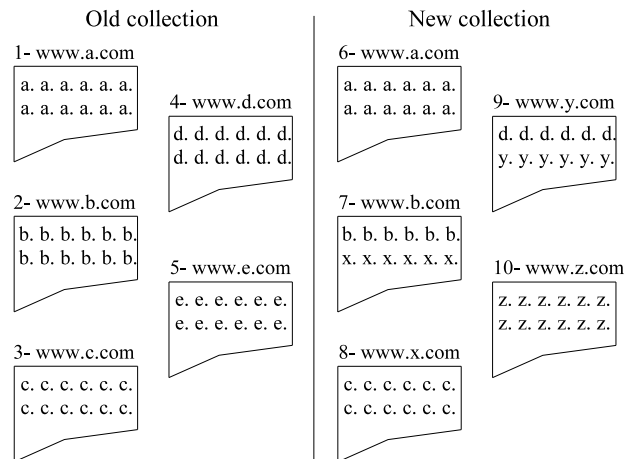 Old collection
1- www.a.com
a. a. a. a. a. a.
a. a. a. a. a. a.
4- www.d.com
d. d. d. d. d. d.
d. d. d. d. d. d.
2- www.b.com
b. b. b. b. b. b.
b. b. b. b. b. b.
5- www.e.com
e. e. e. e. e. e.
e. e. e. e. e. e.
3- www.c.com
c. c. c. c. c. c.
c. c. c. c. c. c.
New collection
6- www.a.com
a. a. a. a. a. a.
a. a. a. a. a. a.
9- www.y.com
d. d. d. d. d. d.
y. y. y. y. y. y.
7- www.b.com
b. b. b. b. b. b.
x. x. x. x. x. x.
10- www.z.com
z. z. z. z. z. z.
z. z. z. z. z. z.
8- www.x.com
c. c. c. c. c. c.
c. c. c. c. c. c.